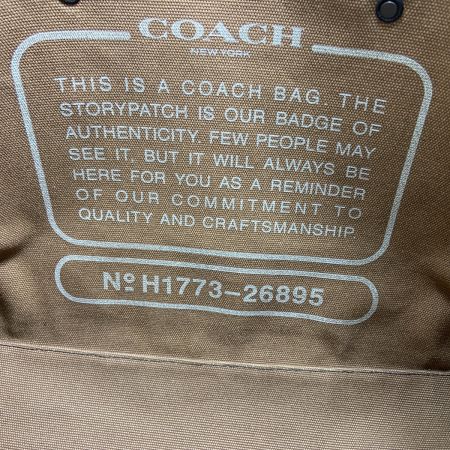 COACH
NEW YORK
THIS IS A COACH BAG. THE
STORYPATCH IS OUR BADGE OF
AUTHENTICITY. FEW PEOPLE MAY
SEE IT, BUT IT WILL ALWAYS BE
HERE FOR YOU AS A REMINDER
OF OUR COMMITMENT TO
QUALITY AND CRAFTSMANSHIP.
Nº H1773-26895